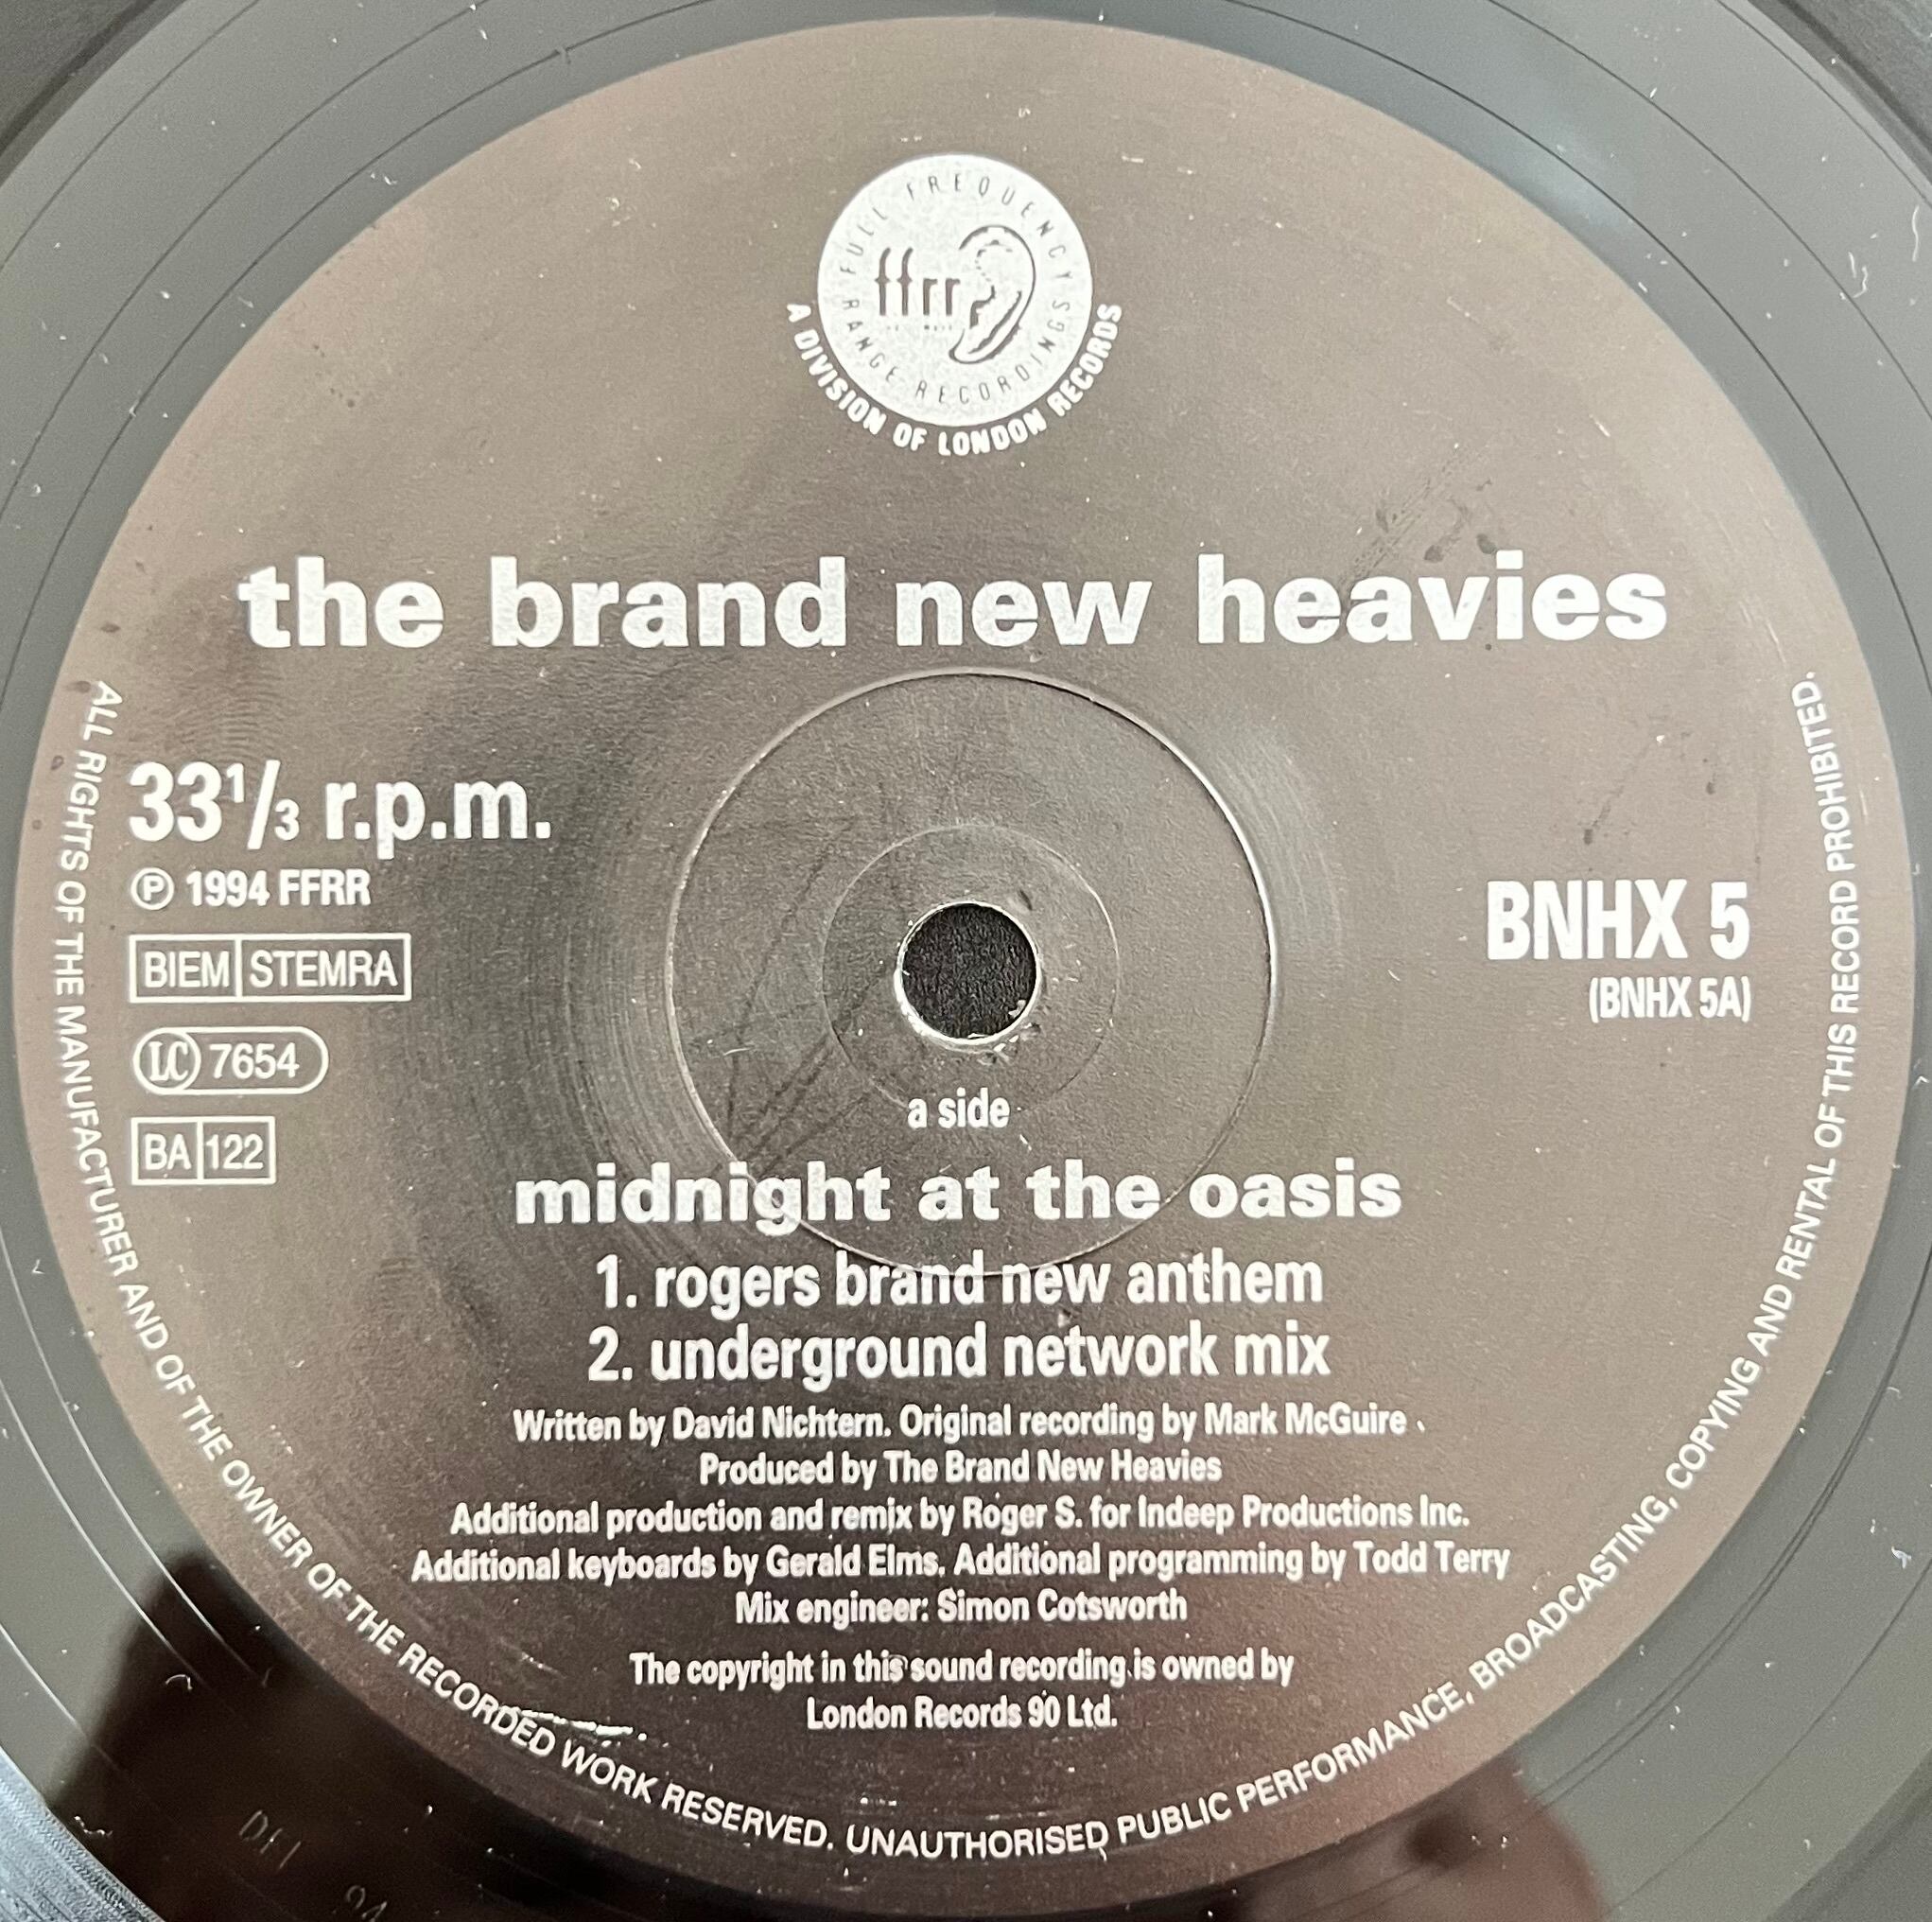 FULL FREQUENCY
ffrr
RANGE RECORDINGS
A DIVISION OF LONDON RECORDS
the brand new heavies
33 1/3 r.p.m.
℗ 1994 FFRR
BIEM STEMRA
LC 7654
BA 122
BNHX 5
(BNHX 5A)
a side
midnight at the oasis
1. rogers brand new anthem
2. underground network mix
Written by David Nichtern. Original recording by Mark McGuire
Produced by The Brand New Heavies
Additional production and remix by Roger S. for Indeep Productions Inc.
Additional keyboards by Gerald Elms. Additional programming by Todd Terry
Mix engineer: Simon Cotsworth
The copyright in this sound recording is owned by
London Records 90 Ltd.
ALL RIGHTS OF THE MANUFACTURER AND OF THE OWNER OF THE RECORDED WORK RESERVED. UNAUTHORISED PUBLIC PERFORMANCE, BROADCASTING, COPYING AND RENTAL OF THIS RECORD PROHIBITED.